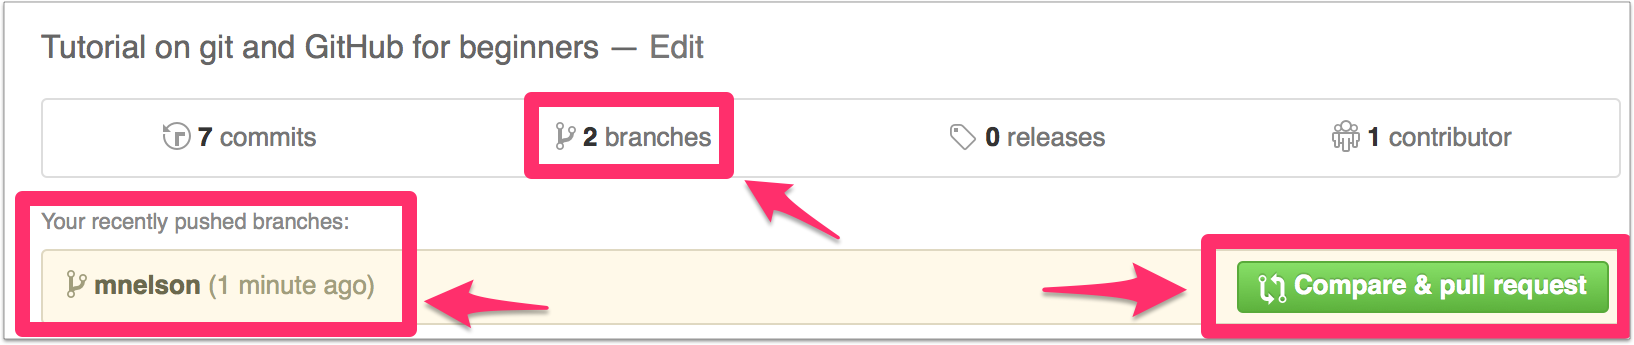 Tutorial on git and GitHub for beginners — Edit
7 commits 2 branches 0 releases 1 contributor
Your recently pushed branches:
mnelson (1 minute ago) Compare & pull request